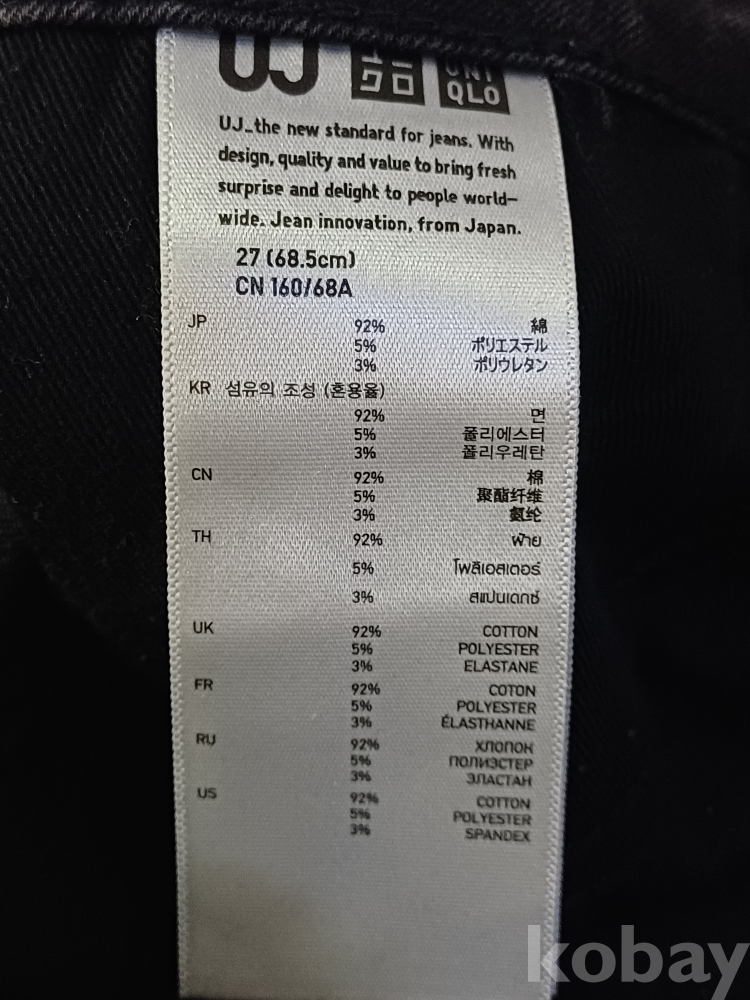 UJ
UNI
QLO
UJ_the new standard for jeans. With
design, quality and value to bring fresh
surprise and delight to people world-
wide. Jean innovation, from Japan.
27 (68.5cm)
CN 160/68A
JP 92% 綿
5% ポリエステル
3% ポリウレタン
KR 섬유의 조성 (혼용율)
92% 면
5% 폴리에스터
3% 폴리우레탄
CN 92% 棉
5% 聚酯纤维
3% 氨纶
TH 92% ฝ้าย
5% โพลิเอสเตอร์
3% สแปนเดกซ์
UK 92% COTTON
5% POLYESTER
3% ELASTANE
FR 92% COTON
5% POLYESTER
3% ÉLASTHANNE
RU 92% ХЛОПОК
5% ПОЛИЭСТЕР
3% ЭЛАСТАН
US 92% COTTON
5% POLYESTER
3% SPANDEX
kobay